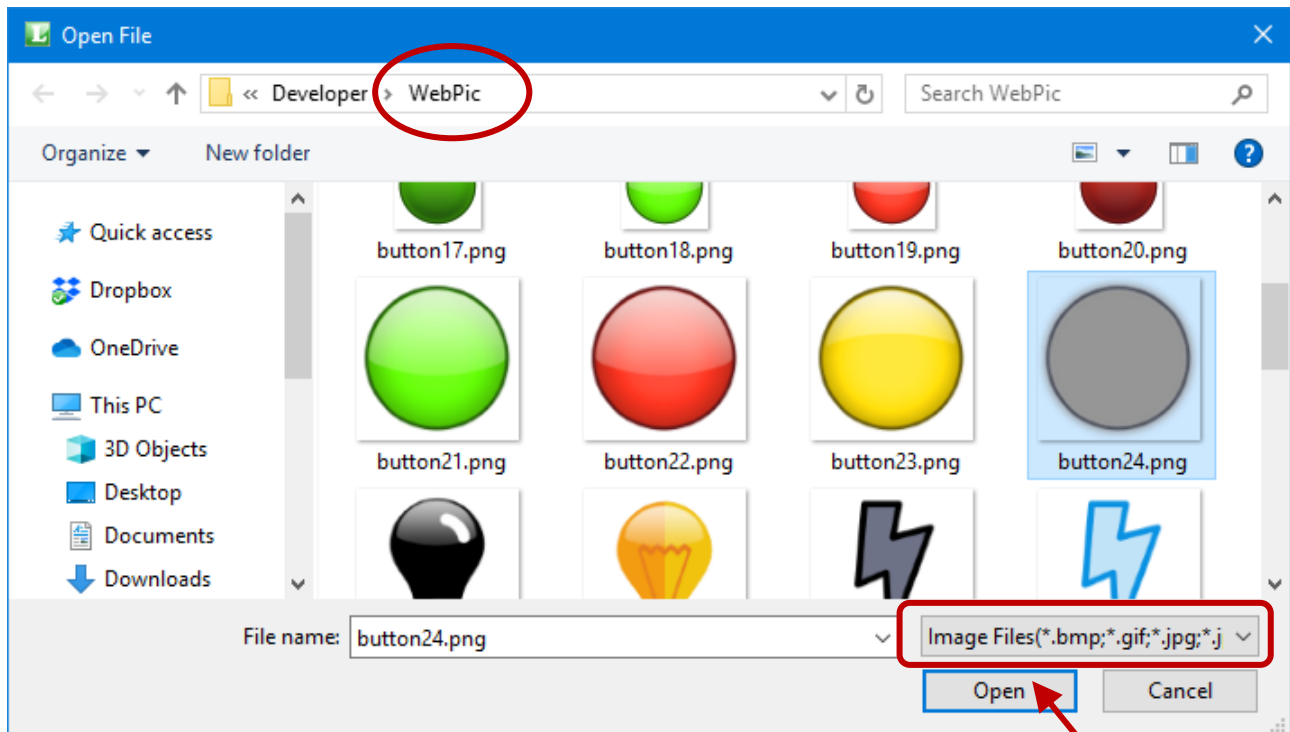 Open File
« Developer › WebPic
Search WebPic
Organize
New folder
Quick access
Dropbox
OneDrive
This PC
3D Objects
Desktop
Documents
Downloads
button17.png
button18.png
button19.png
button20.png
button21.png
button22.png
button23.png
button24.png
File name:
button24.png
Image Files(*.bmp;*.gif;*.jpg;*.j
Open
Cancel